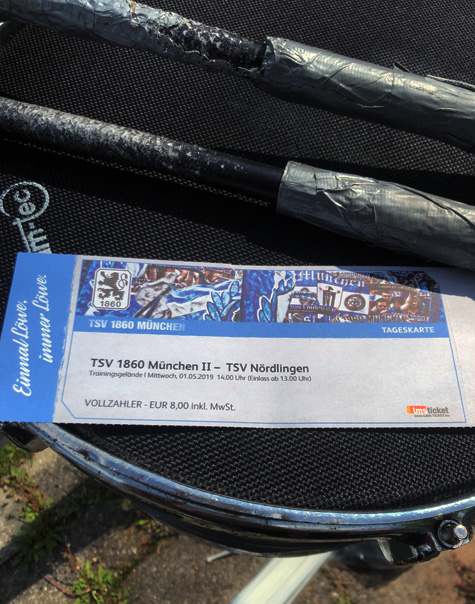 m-Tec
Einmal Löwe,
immer Löwe.
1860
München
TSV 1860 MÜNCHEN
TAGESKARTE
TSV 1860 München II – TSV Nördlingen
Trainingsgelände | Mittwoch, 01.05.2019 14.00 Uhr (Einlass ab 13.00 Uhr)
VOLLZAHLER - EUR 8,00 inkl. MwSt.
ticket